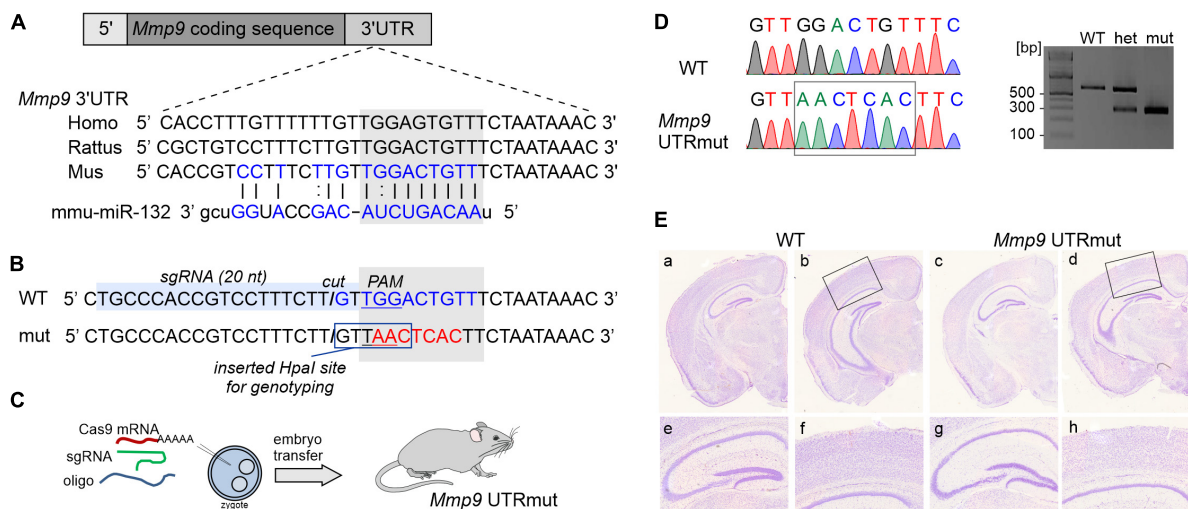 A
5' Mmp9 coding sequence 3'UTR
Mmp9 3'UTR
Homo 5' CACCTTTGTTTTTTGTTGGAGTGTTTCTAATAAAC 3'
Rattus 5' CGCTGTCCTTTCTTGTTGGACTGTTTCTAATAAAC 3'
Mus 5' CACCGTCCTTTCTTGTTGGACTGTTTCTAATAAAC 3'
mmu-miR-132 3' gcuGGUACCGAC–AUCUGACAAu 5'
B
sgRNA (20 nt) cut PAM
WT 5' CTGCCCACCGTCCTTTCTT/GTTGGACTGTTTCTAATAAAC 3'
mut 5' CTGCCCACCGTCCTTTCTT/GTTAACTCACTTCTAATAAAC 3'
inserted HpaI site
for genotyping
C
Cas9 mRNA
AAAAA
sgRNA
oligo
zygote
embryo
transfer
Mmp9 UTRmut
D
GTTGGACTGTTTC
WT
GTTAACTCACTTC
Mmp9
UTRmut
[bp] WT het mut
500
300
100
E
WT Mmp9 UTRmut
a b c d
e f g h